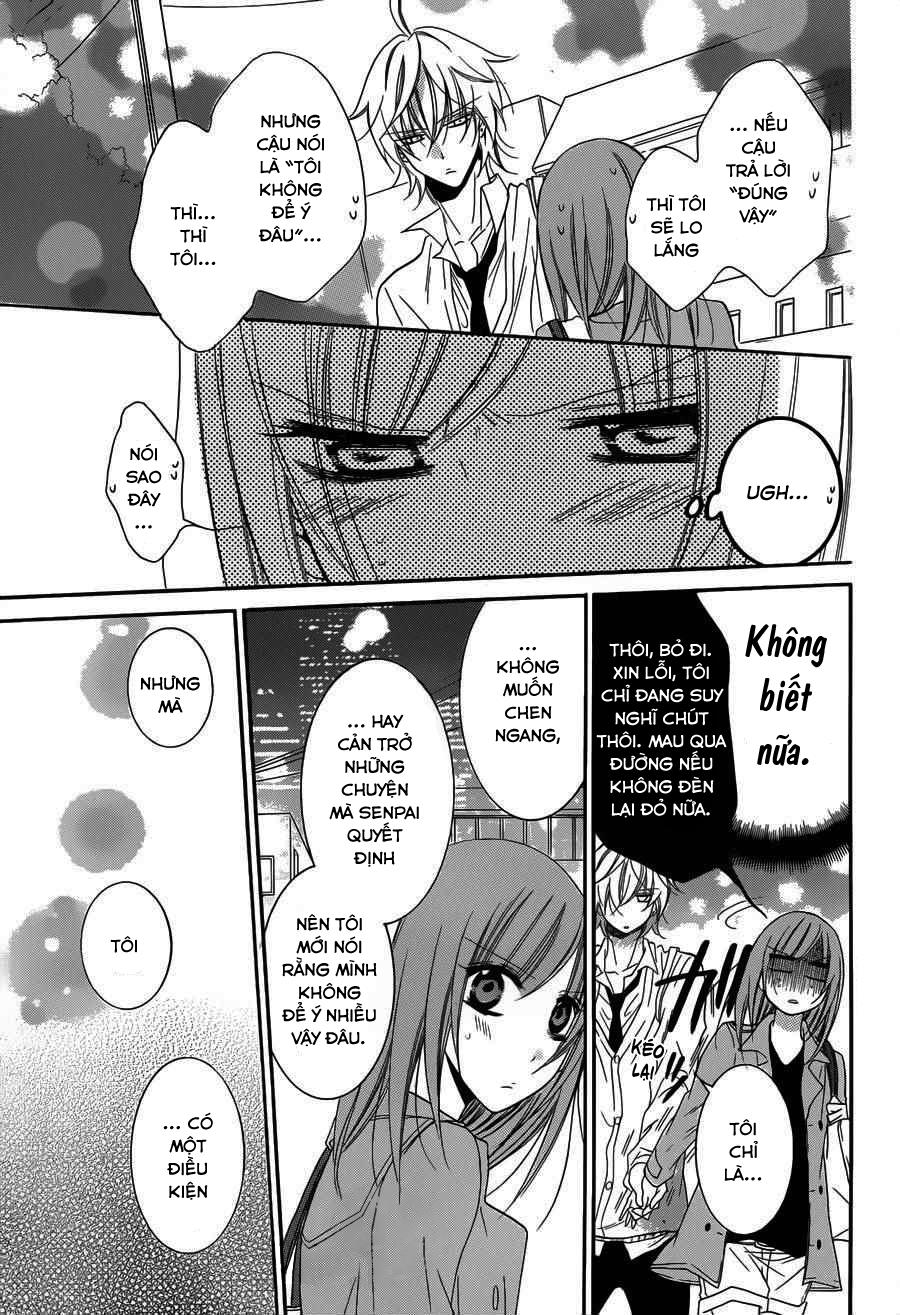 ... NẾU
CẬU
TRẢ LỜI
"ĐÚNG
VẬY"
THÌ TÔI
SẼ LO
LẮNG
NHƯNG
CẬU NÓI
LÀ "TÔI
KHÔNG
ĐỂ Ý
ĐÂU"...
THÌ...
THÌ
TÔI...
UGH...
NÓI
SAO
ĐÂY
...
Không
biết
nữa.
THÔI, BỎ ĐI.
XIN LỖI, TÔI
CHỈ ĐANG SUY
NGHĨ CHÚT
THÔI. MAU QUA
ĐƯỜNG NẾU
KHÔNG ĐÈN
LẠI ĐỎ NỮA.
KÉO
LẠI
TÔI
CHỈ
LÀ...
...
KHÔNG
MUỐN
CHEN
NGANG,
... HAY
CẢN TRỞ
NHỮNG
CHUYỆN
MÀ SENPAI
QUYẾT
ĐỊNH
NÊN TÔI
MỚI NÓI
RẰNG MÌNH
KHÔNG
ĐỂ Ý NHIỀU
VẬY ĐÂU.
NHƯNG
MÀ
TÔI
... CÓ
MỘT
ĐIỀU
KIỆN